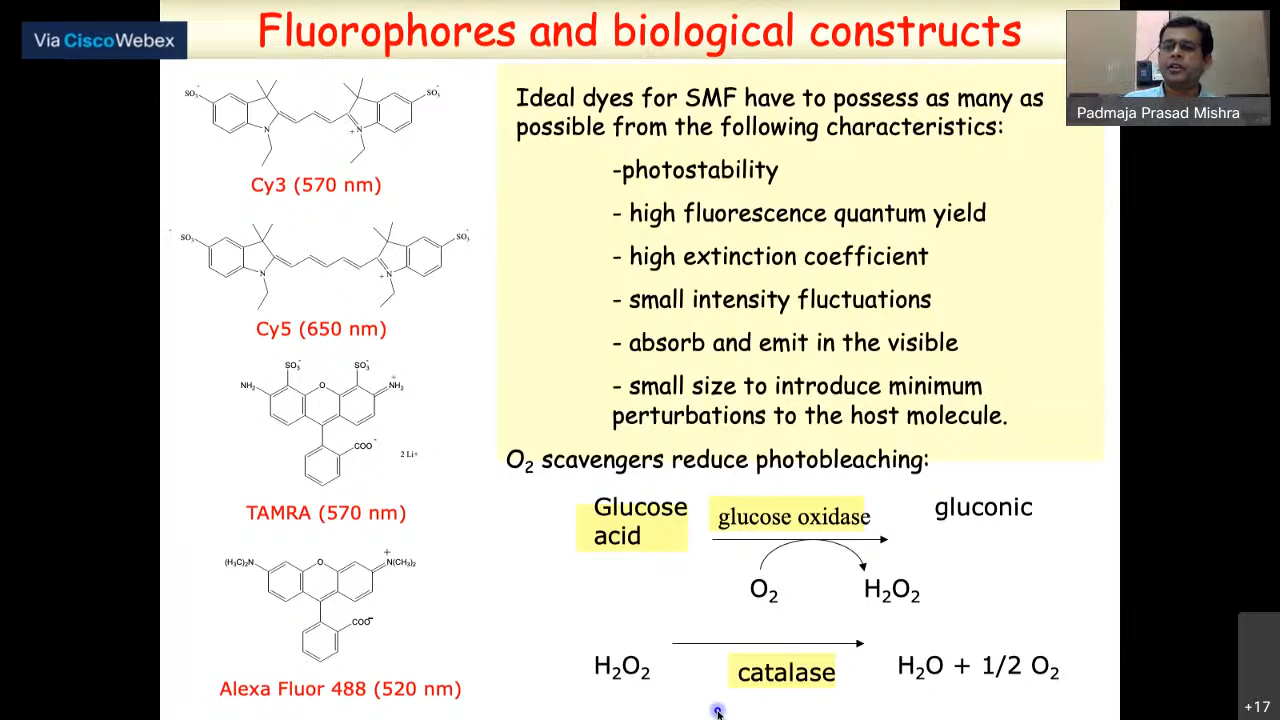 Via Cisco Webex
Fluorophores and biological constructs
Padmaja Prasad Mishra
SO3-
SO3-
N
N
+
Cy3 (570 nm)
SO3-
SO3-
N
N
+
Cy5 (650 nm)
SO3-
SO3-
NH2
O
+
NH2
COO-
2 Li+
TAMRA (570 nm)
(H3C)2N
O
+
N(CH3)2
COO-
Alexa Fluor 488 (520 nm)
Ideal dyes for SMF have to possess as many as
possible from the following characteristics:
-photostability
- high fluorescence quantum yield
- high extinction coefficient
- small intensity fluctuations
- absorb and emit in the visible
- small size to introduce minimum
perturbations to the host molecule.
O2 scavengers reduce photobleaching:
Glucose glucose oxidase gluconic
acid
O2 H2O2
H2O2 catalase H2O + 1/2 O2
+17